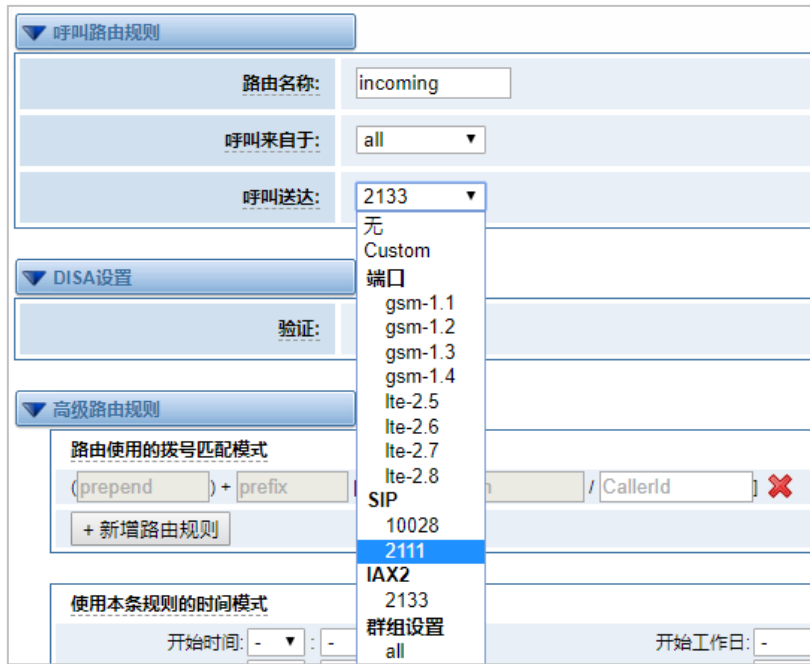 呼叫路由规则
路由名称: incoming
呼叫来自于: all
呼叫送达: 2133
无
Custom
端口
gsm-1.1
gsm-1.2
gsm-1.3
gsm-1.4
lte-2.5
lte-2.6
lte-2.7
lte-2.8
SIP
10028
2111
IAX2
2133
群组设置
all
DISA设置
验证:
高级路由规则
路由使用的拨号匹配模式
(prepend) + prefix / CallerId ]
+ 新增路由规则
使用本条规则的时间模式
开始时间: - : - 开始工作日: -